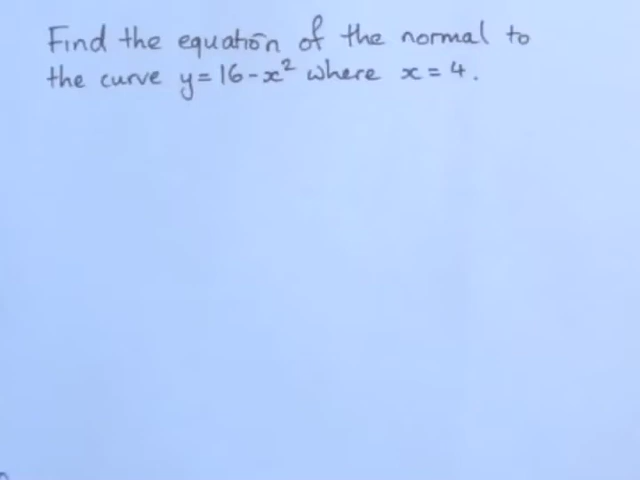 Find the equation of the normal to
the curve y = 16 - x² where x = 4.